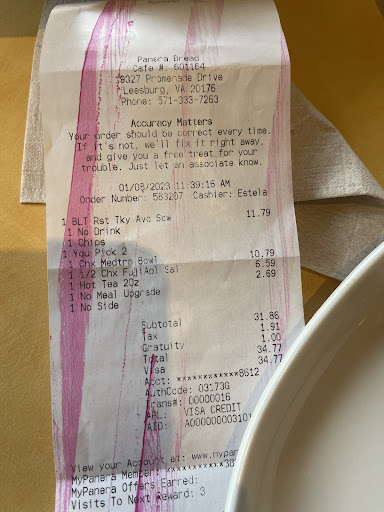 Panera Bread
Cafe #: 601164
9327 Promenade Drive
Leesburg, VA 20176
Phone: 571-333-7263
Accuracy Matters
Your order should be correct every time.
If it's not, we'll fix it right away,
and give you a free treat for your
trouble. Just let an associate know.
01/08/2023 11:39:16 AM
Order Number: 583207 Cashier: Estela
1 BLT Rst Tky Avc Sdw 11.79
1 No Drink
1 Chips
1 You Pick 2
1 Chx Medtrn Bowl 10.79
1 1/2 Chx FujiApl Sal 6.59
1 Hot Tea 20z 2.69
1 No Meal Upgrade
1 No Side
Subtotal 31.86
Tax 1.91
Gratuity 1.00
Total 34.77
Visa 34.77
Acct: ************8612
AuthCode: 03173G
Trans#: 00000016
VISA CREDIT
AID: A000000003101
View your Account at: www.mypan
MyPanera Member:
MyPanera Offers Earned:
Visits To Next Reward: 3